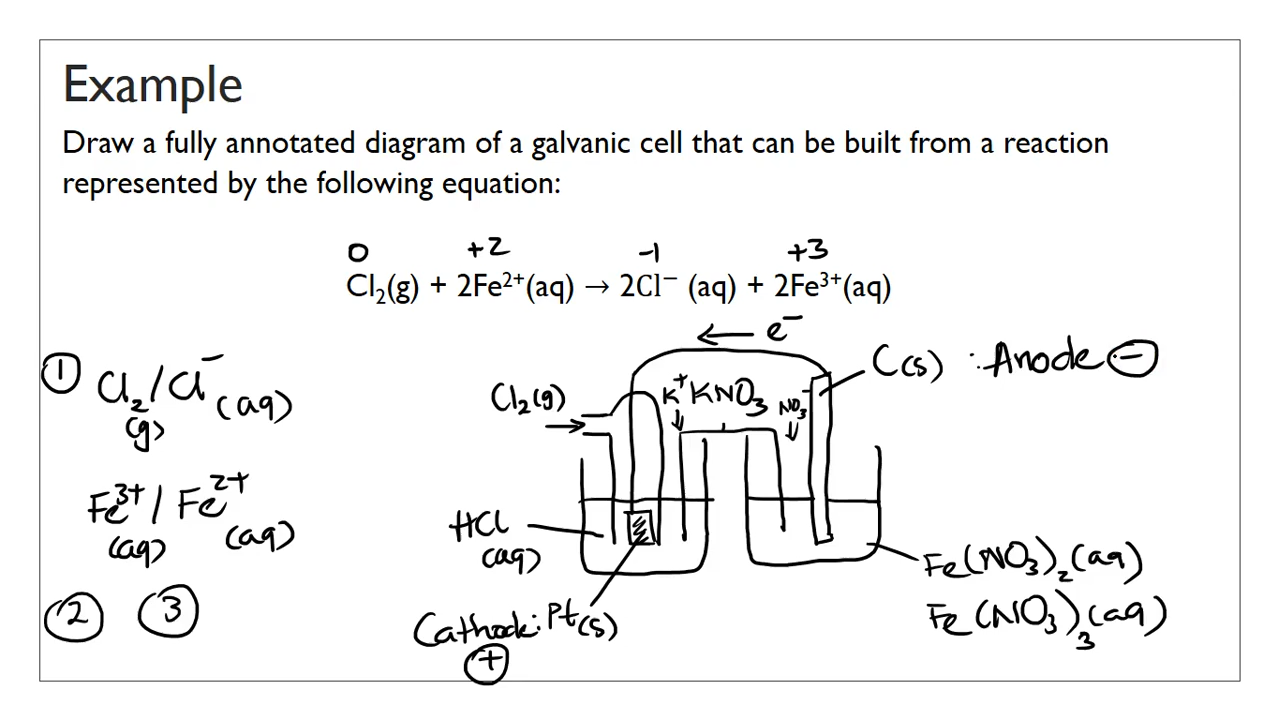 Example
Draw a fully annotated diagram of a galvanic cell that can be built from a reaction
represented by the following equation:
0 +2 -1 +3
Cl₂(g) + 2Fe²⁺(aq) → 2Cl⁻ (aq) + 2Fe³⁺(aq)
← e⁻
① Cl₂/Cl⁻
(g) (aq)
C(s) : Anode ⊖
Cl₂(g)
K⁺ KNO₃ NO₃⁻
Fe³⁺/Fe²⁺
(aq) (aq)
HCl
(aq)
Fe(NO₃)₂(aq)
Fe(NO₃)₃(aq)
② ③
Cathode: Pt(s)
⊕